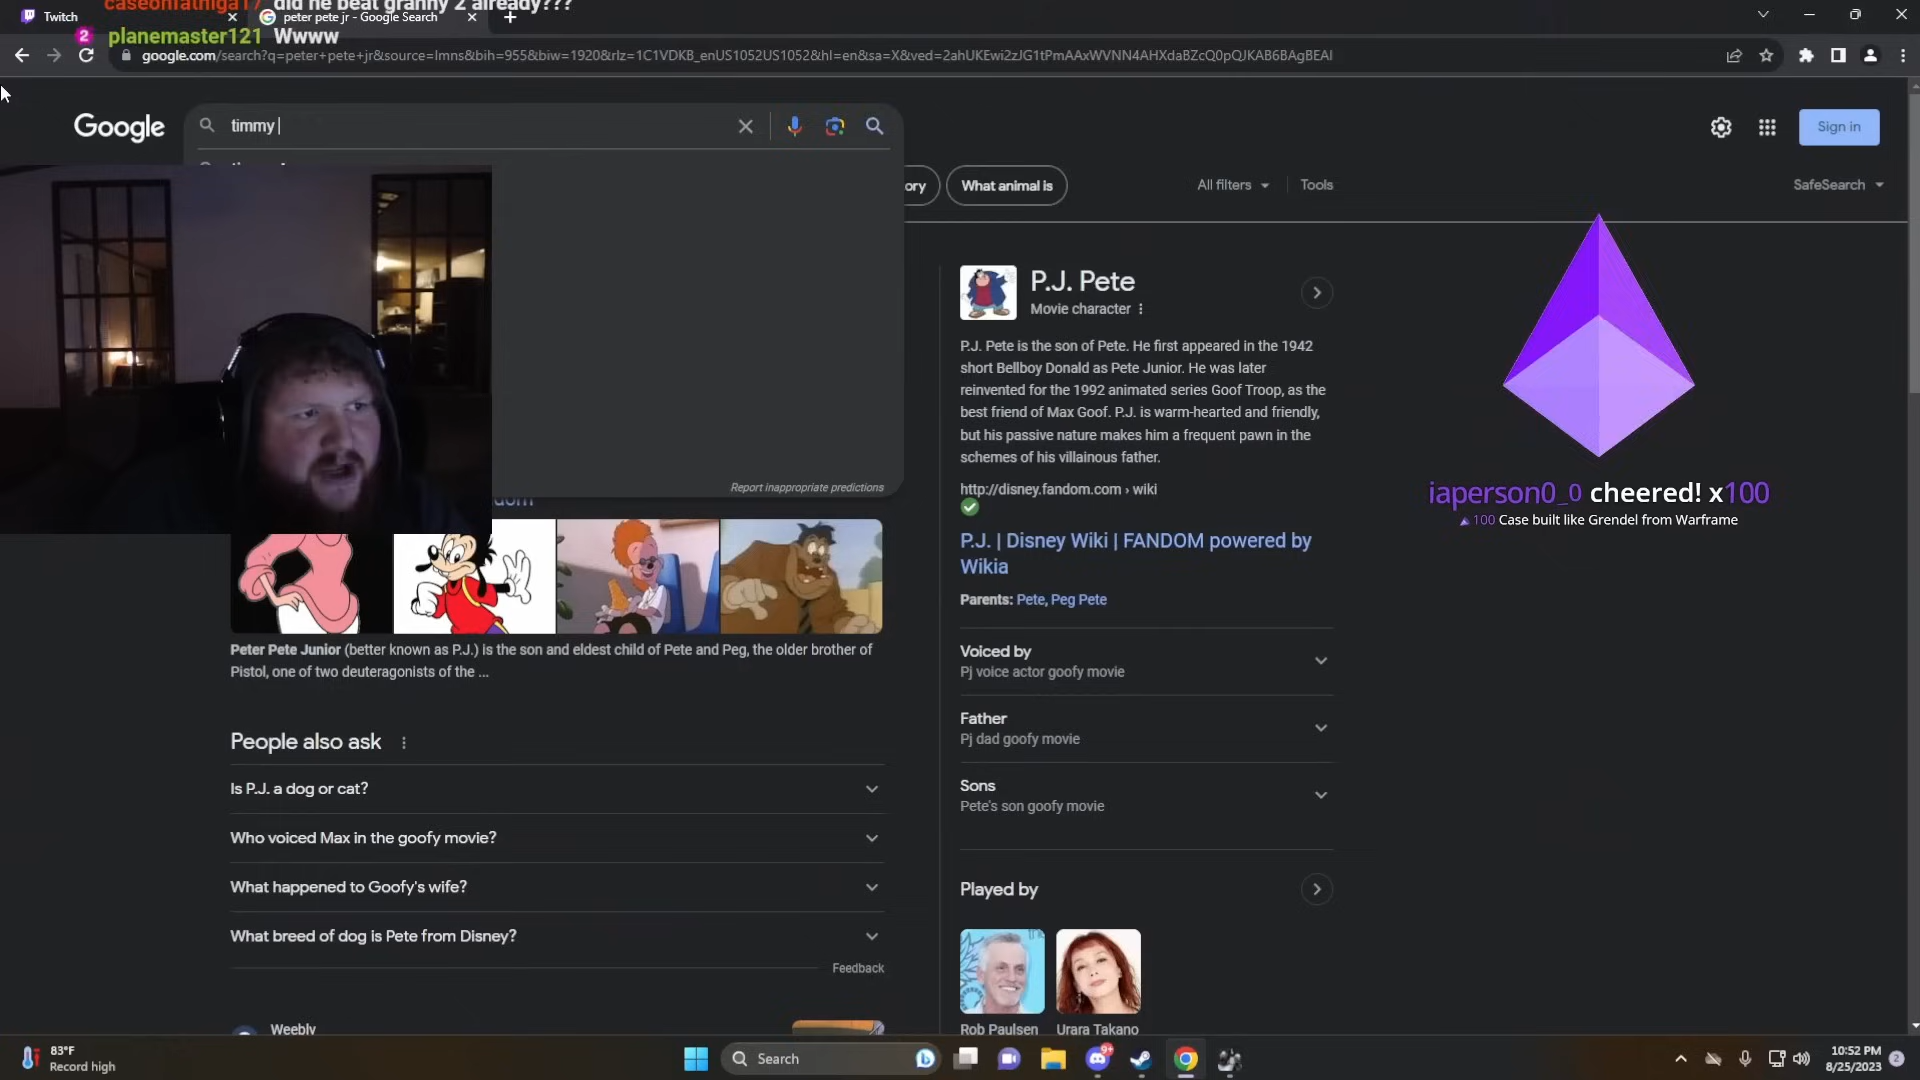 caseohfathiga17 did he beat granny 2 already???
Twitch
peter pete jr - Google Search
2 planemaster121 Wwww
google.com/search?q=peter+pete+jr&source=lmns&bih=955&biw=1920&rlz=1C1VDKB_enUS1052US1052&hl=en&sa=X&ved=2ahUKEwi2zJG1tPmAAxWVNN4AHXdaBZcQ0pQJKAB6BAgBEAI
Google
timmy
Sign in
ory
What animal is
All filters
Tools
SafeSearch
Report inappropriate predictions
P.J. Pete
Movie character
P.J. Pete is the son of Pete. He first appeared in the 1942
short Bellboy Donald as Pete Junior. He was later
reinvented for the 1992 animated series Goof Troop, as the
best friend of Max Goof. P.J. is warm-hearted and friendly,
but his passive nature makes him a frequent pawn in the
schemes of his villainous father.
http://disney.fandom.com › wiki
P.J. | Disney Wiki | FANDOM powered by
Wikia
Parents: Pete, Peg Pete
Voiced by
Pj voice actor goofy movie
Father
Pj dad goofy movie
Sons
Pete's son goofy movie
Played by
Rob Paulsen
Urara Takano
iaperson0_0 cheered! x100
100 Case built like Grendel from Warframe
Peter Pete Junior (better known as P.J.) is the son and eldest child of Pete and Peg, the older brother of
Pistol, one of two deuteragonists of the ...
People also ask
Is P.J. a dog or cat?
Who voiced Max in the goofy movie?
What happened to Goofy's wife?
What breed of dog is Pete from Disney?
Feedback
Weebly
83°F
Record high
Search
9+
10:52 PM
8/25/2023
2